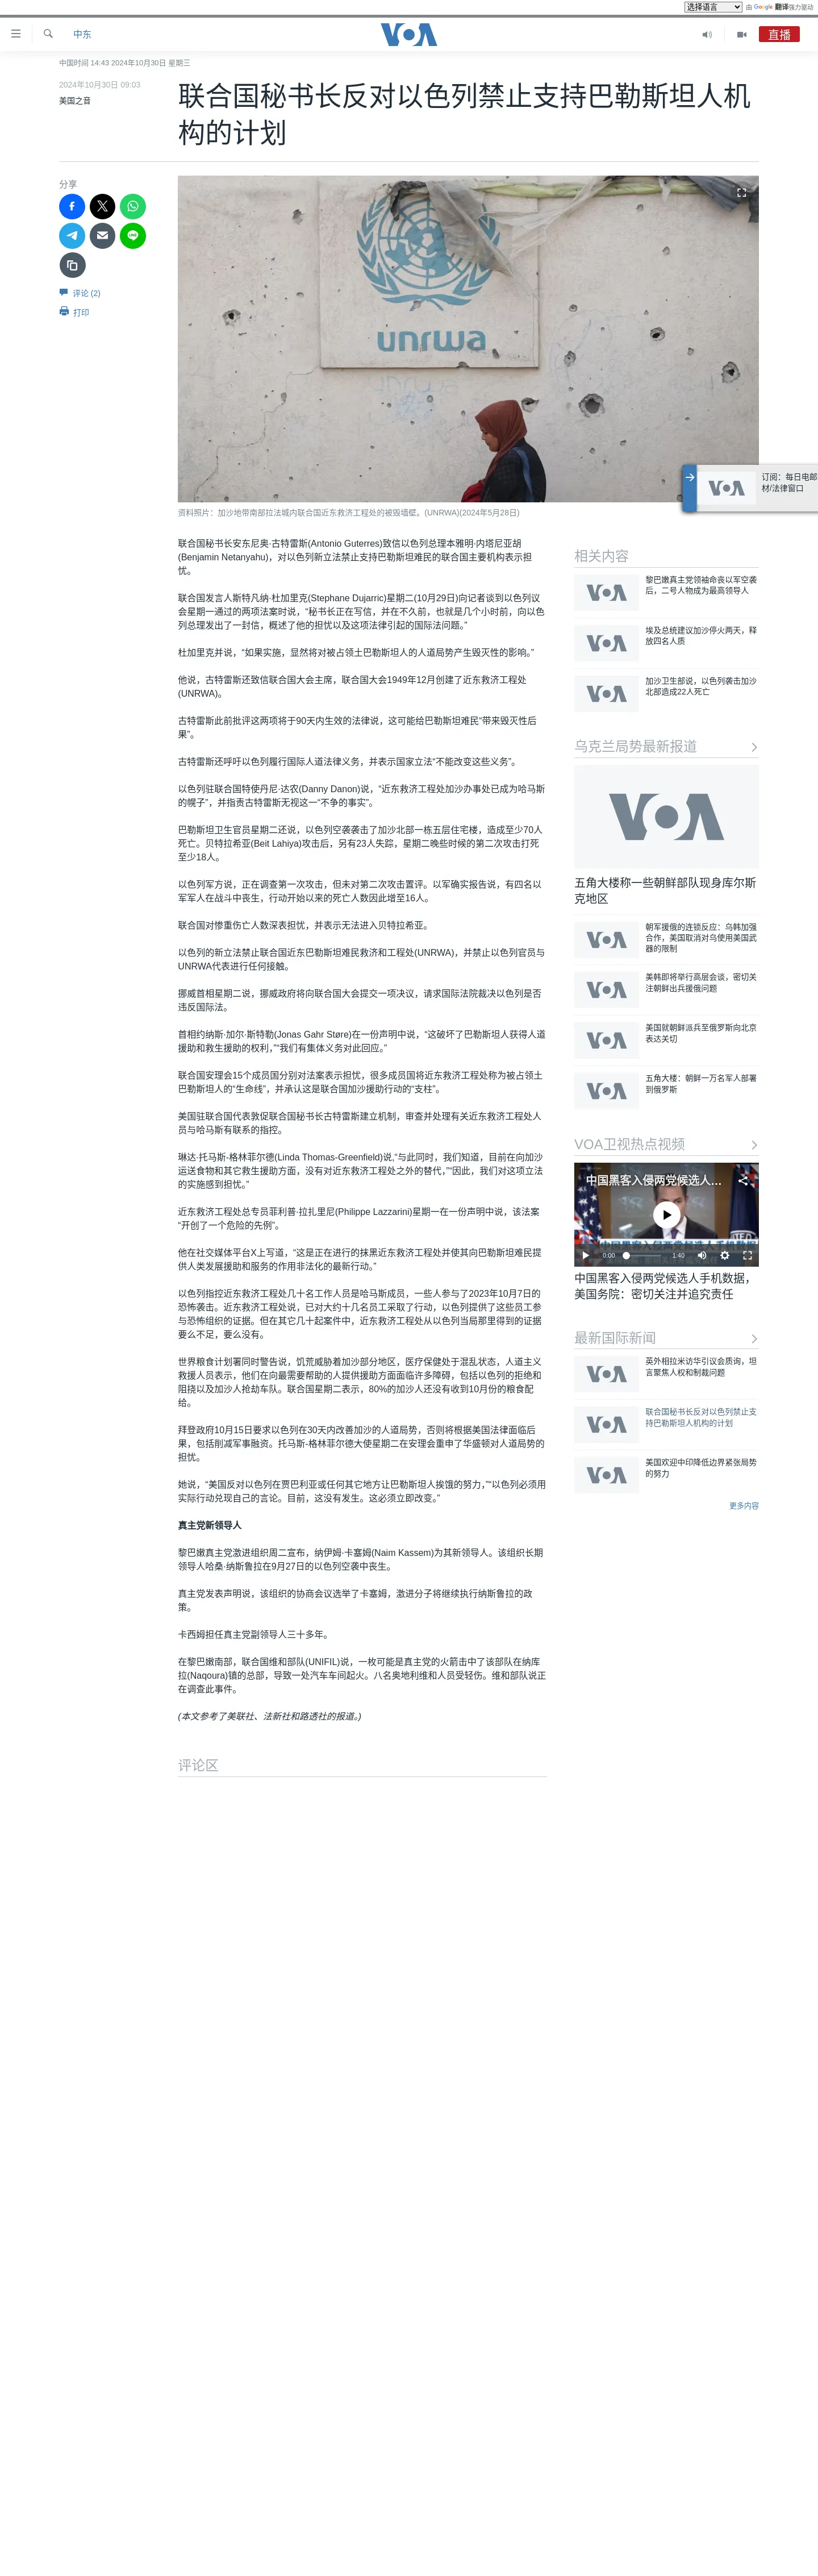 选择语言 由 Google 翻译强力驱动
中东
VOA
直播
中国时间 14:43 2024年10月30日 星期三
2024年10月30日 09:03
美国之音
联合国秘书长反对以色列禁止支持巴勒斯坦人机
构的计划
分享
评论 (2)
打印
unrwa
资料照片：加沙地带南部拉法城内联合国近东救济工程处的被毁墙壁。(UNRWA)(2024年5月28日)
订阅：每日电邮
材/法律窗口
联合国秘书长安东尼奥·古特雷斯(Antonio Guterres)致信以色列总理本雅明·内塔尼亚胡
(Benjamin Netanyahu)，对以色列新立法禁止支持巴勒斯坦难民的联合国主要机构表示担
忧。
联合国发言人斯特凡纳·杜加里克(Stephane Dujarric)星期二(10月29日)向记者谈到以色列议
会星期一通过的两项法案时说，“秘书长正在写信，并在不久前，也就是几个小时前，向以色
列总理发出了一封信，概述了他的担忧以及这项法律引起的国际法问题。”
杜加里克并说，“如果实施，显然将对被占领土巴勒斯坦人的人道局势产生毁灭性的影响。”
他说，古特雷斯还致信联合国大会主席，联合国大会1949年12月创建了近东救济工程处
(UNRWA)。
古特雷斯此前批评这两项将于90天内生效的法律说，这可能给巴勒斯坦难民“带来毁灭性后
果”。
古特雷斯还呼吁以色列履行国际人道法律义务，并表示国家立法“不能改变这些义务”。
以色列驻联合国特使丹尼·达农(Danny Danon)说，“近东救济工程处加沙办事处已成为哈马斯
的幌子”，并指责古特雷斯无视这一“不争的事实”。
巴勒斯坦卫生官员星期二还说，以色列空袭袭击了加沙北部一栋五层住宅楼，造成至少70人
死亡。贝特拉希亚(Beit Lahiya)攻击后，另有23人失踪，星期二晚些时候的第二次攻击打死
至少18人。
以色列军方说，正在调查第一次攻击，但未对第二次攻击置评。以军确实报告说，有四名以
军军人在战斗中丧生，行动开始以来的死亡人数因此增至16人。
联合国对惨重伤亡人数深表担忧，并表示无法进入贝特拉希亚。
以色列的新立法禁止联合国近东巴勒斯坦难民救济和工程处(UNRWA)，并禁止以色列官员与
UNRWA代表进行任何接触。
挪威首相星期二说，挪威政府将向联合国大会提交一项决议，请求国际法院裁决以色列是否
违反国际法。
首相约纳斯·加尔·斯特勒(Jonas Gahr Støre)在一份声明中说，“这破坏了巴勒斯坦人获得人道
援助和救生援助的权利，”“我们有集体义务对此回应。”
联合国安理会15个成员国分别对法案表示担忧，很多成员国将近东救济工程处称为被占领土
巴勒斯坦人的“生命线”，并承认这是联合国加沙援助行动的“支柱”。
美国驻联合国代表敦促联合国秘书长古特雷斯建立机制，审查并处理有关近东救济工程处人
员与哈马斯有联系的指控。
琳达·托马斯-格林菲尔德(Linda Thomas-Greenfield)说,“与此同时，我们知道，目前在向加沙
运送食物和其它救生援助方面，没有对近东救济工程处之外的替代，”“因此，我们对这项立法
的实施感到担忧。”
近东救济工程处总专员菲利普·拉扎里尼(Philippe Lazzarini)星期一在一份声明中说，该法案
“开创了一个危险的先例”。
他在社交媒体平台X上写道，“这是正在进行的抹黑近东救济工程处并使其向巴勒斯坦难民提
供人类发展援助和服务的作用非法化的最新行动。”
以色列指控近东救济工程处几十名工作人员是哈马斯成员，一些人参与了2023年10月7日的
恐怖袭击。近东救济工程处说，已对大约十几名员工采取了行动，以色列提供了这些员工参
与恐怖组织的证据。但在其它几十起案件中，近东救济工程处从以色列当局那里得到的证据
要么不足，要么没有。
世界粮食计划署同时警告说，饥荒威胁着加沙部分地区，医疗保健处于混乱状态，人道主义
救援人员表示，他们在向最需要帮助的人提供援助方面面临许多障碍，包括以色列的拒绝和
阻挠以及加沙人抢劫车队。联合国星期二表示，80%的加沙人还没有收到10月份的粮食配
给。
拜登政府10月15日要求以色列在30天内改善加沙的人道局势，否则将根据美国法律面临后
果，包括削减军事融资。托马斯-格林菲尔德大使星期二在安理会重申了华盛顿对人道局势的
担忧。
她说，“美国反对以色列在贾巴利亚或任何其它地方让巴勒斯坦人挨饿的努力，”“以色列必须用
实际行动兑现自己的言论。目前，这没有发生。这必须立即改变。”
真主党新领导人
黎巴嫩真主党激进组织周二宣布，纳伊姆·卡塞姆(Naim Kassem)为其新领导人。该组织长期
领导人哈桑·纳斯鲁拉在9月27日的以色列空袭中丧生。
真主党发表声明说，该组织的协商会议选举了卡塞姆，激进分子将继续执行纳斯鲁拉的政
策。
卡西姆担任真主党副领导人三十多年。
在黎巴嫩南部，联合国维和部队(UNIFIL)说，一枚可能是真主党的火箭击中了该部队在纳库
拉(Naqoura)镇的总部，导致一处汽车车间起火。八名奥地利维和人员受轻伤。维和部队说正
在调查此事件。
(本文参考了美联社、法新社和路透社的报道。)
评论区
相关内容
黎巴嫩真主党领袖命丧以军空袭
后，二号人物成为最高领导人
埃及总统建议加沙停火两天，释
放四名人质
加沙卫生部说，以色列袭击加沙
北部造成22人死亡
乌克兰局势最新报道
VOA
五角大楼称一些朝鲜部队现身库尔斯
克地区
朝军援俄的连锁反应：乌韩加强
合作，美国取消对乌使用美国武
器的限制
美韩即将举行高层会谈，密切关
注朝鲜出兵援俄问题
美国就朝鲜派兵至俄罗斯向北京
表达关切
五角大楼：朝鲜一万名军人部署
到俄罗斯
VOA卫视热点视频
中国黑客入侵两党候选人...
中国黑客入侵两党候选人手机数据
0:00 1:40
中国黑客入侵两党候选人手机数据，
美国务院：密切关注并追究责任
最新国际新闻
英外相拉米访华引议会质询，坦
言聚焦人权和制裁问题
联合国秘书长反对以色列禁止支
持巴勒斯坦人机构的计划
美国欢迎中印降低边界紧张局势
的努力
更多内容